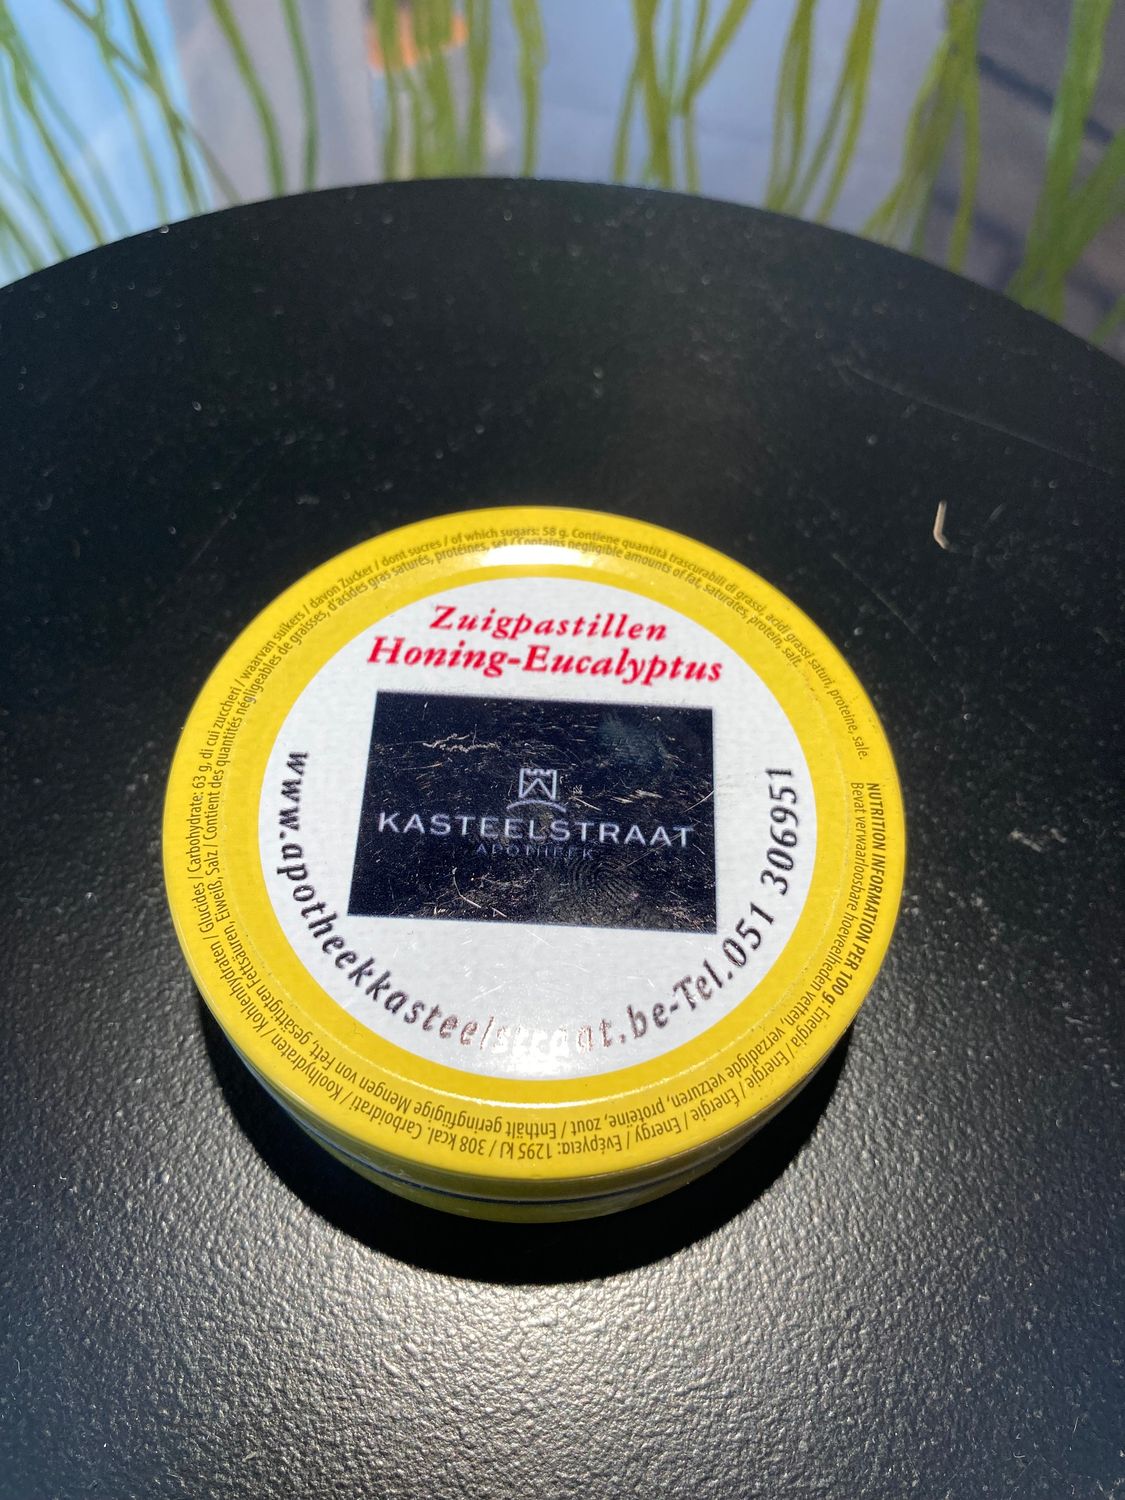 Zuigpastillen
Honing-Eucalyptus
KASTEELSTRAAT
APOTHEEK
www.apotheekkasteelstraat.be-Tel.051 306951
NUTRITION INFORMATION PER 100 g: Energia / Energie / Énergie / Energy / Ενέργεια: 1295 kJ / 308 kcal. Carboidrati / Koolhydraten / Kohlenhydraten / Glucides / Carbohydrate: 63 g, di cui zuccheri / waarvan suikers / davon Zucker / dont sucres / of which sugars: 58 g. Contiene quantità trascurabili di grassi, acidi grassi saturi, proteine, sale.
Bevat verwaarloosbare hoeveelheden vetten, verzadigde vetzuren, proteïne, zout / Enthält geringfügige Mengen von Fett, gesättigten Fettsäuren, Eiweiß, Salz / Contient des quantités négligeables de graisses, d'acides gras saturés, protéines, sel / Contains negligible amounts of fat, saturates, protein, salt.